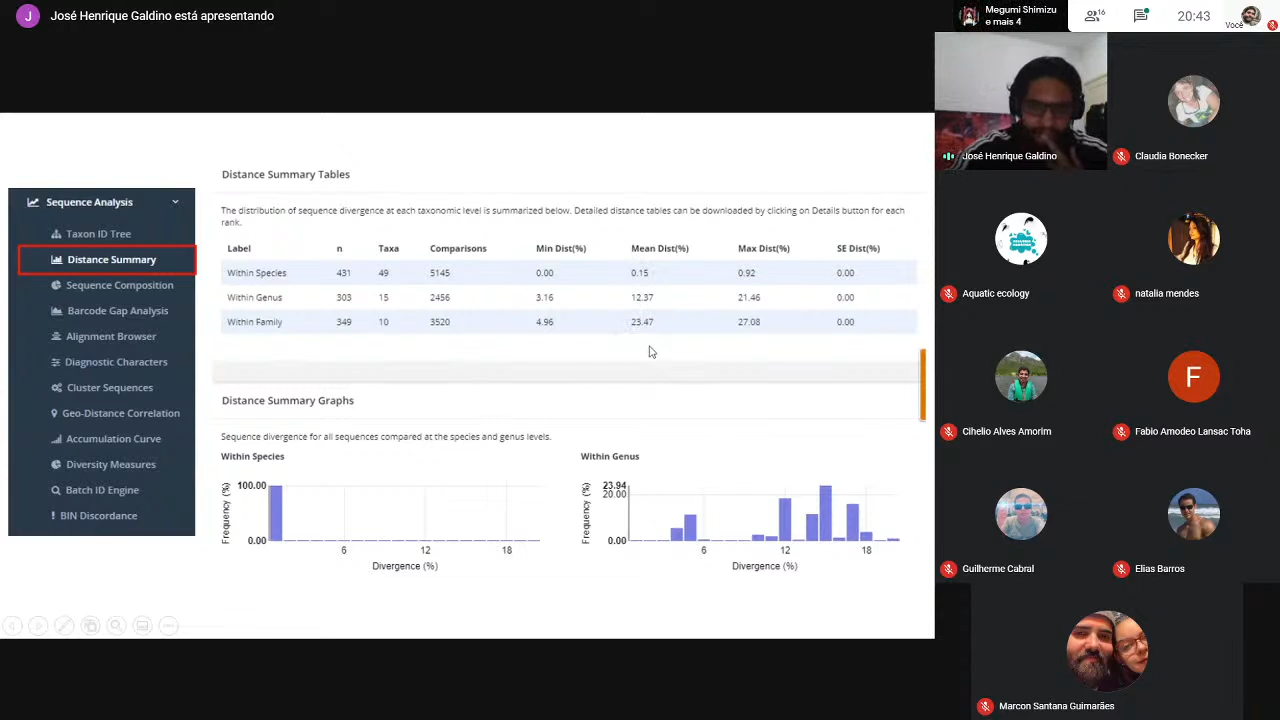 J José Henrique Galdino está apresentando
Megumi Shimizu
e mais 4
16
20:43
Você
Sequence Analysis
Taxon ID Tree
Distance Summary
Sequence Composition
Barcode Gap Analysis
Alignment Browser
Diagnostic Characters
Cluster Sequences
Geo-Distance Correlation
Accumulation Curve
Diversity Measures
Batch ID Engine
BIN Discordance
Distance Summary Tables
The distribution of sequence divergence at each taxonomic level is summarized below. Detailed distance tables can be downloaded by clicking on Details button for each
rank.
Label n Taxa Comparisons Min Dist(%) Mean Dist(%) Max Dist(%) SE Dist(%)
Within Species 431 49 5145 0.00 0.15 0.92 0.00
Within Genus 303 15 2456 3.16 12.37 21.46 0.00
Within Family 349 10 3520 4.96 23.47 27.08 0.00
Distance Summary Graphs
Sequence divergence for all sequences compared at the species and genus levels.
Within Species
Frequency (%)
100.00
0.00
6 12 18
Divergence (%)
Within Genus
Frequency (%)
23.94
20.00
0.00
6 12 18
Divergence (%)
José Henrique Galdino
Claudia Bonecker
Aquatic ecology
natalia mendes
F
Cihelio Alves Amorim
Fabio Amodeo Lansac Toha
Guilherme Cabral
Elias Barros
Marcon Santana Guimarães